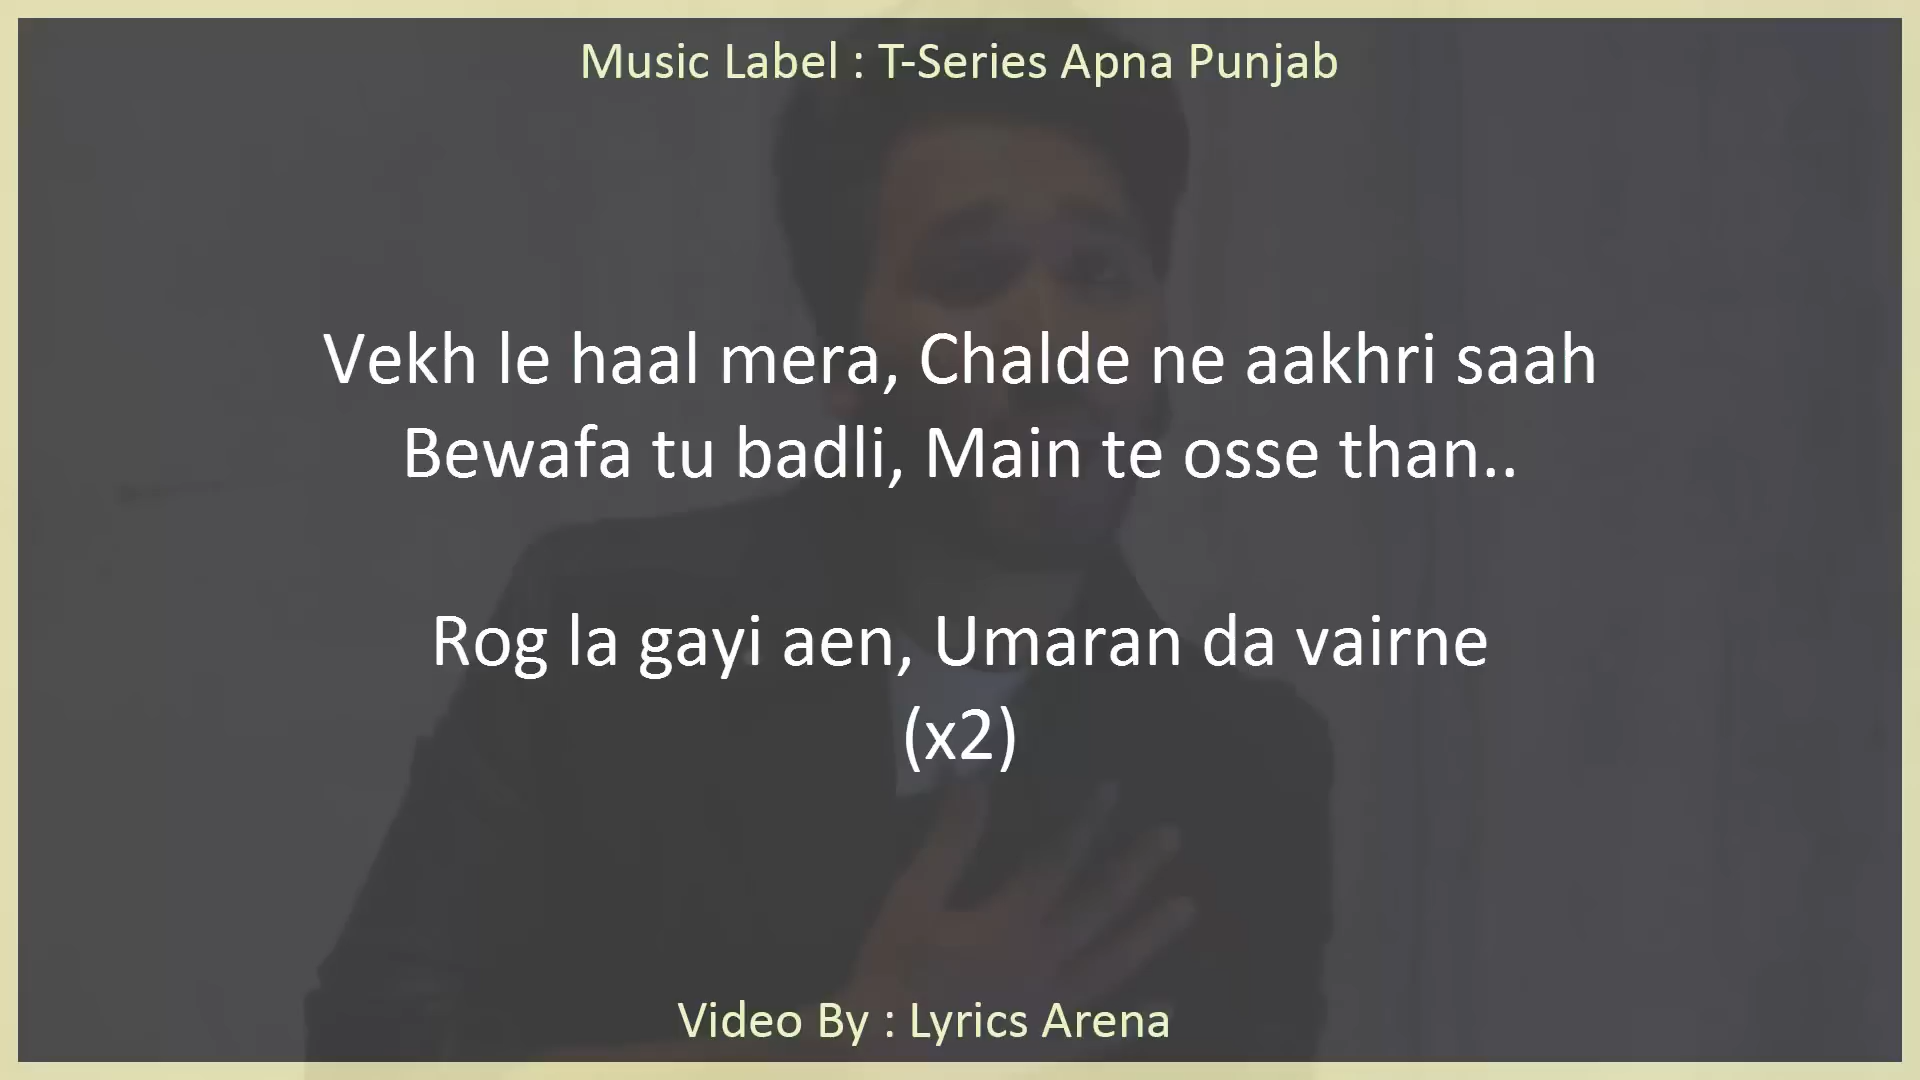 Music Label : T-Series Apna Punjab
Vekh le haal mera, Chalde ne aakhri saah
Bewafa tu badli, Main te osse than..
Rog la gayi aen, Umaran da vairne
(x2)
Video By : Lyrics Arena